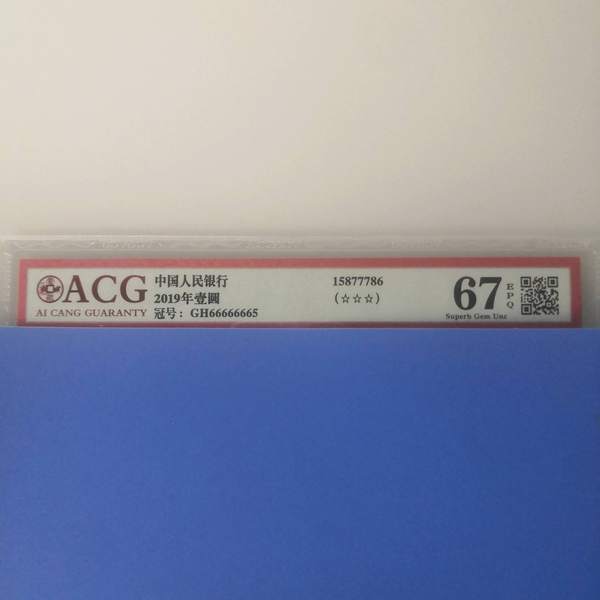 ACG
AI CANG GUARANTY
中国人民银行
2019年壹圆
冠号：GH66666665
15877786
(☆☆☆)
67
EPQ
Superb Gem Unc